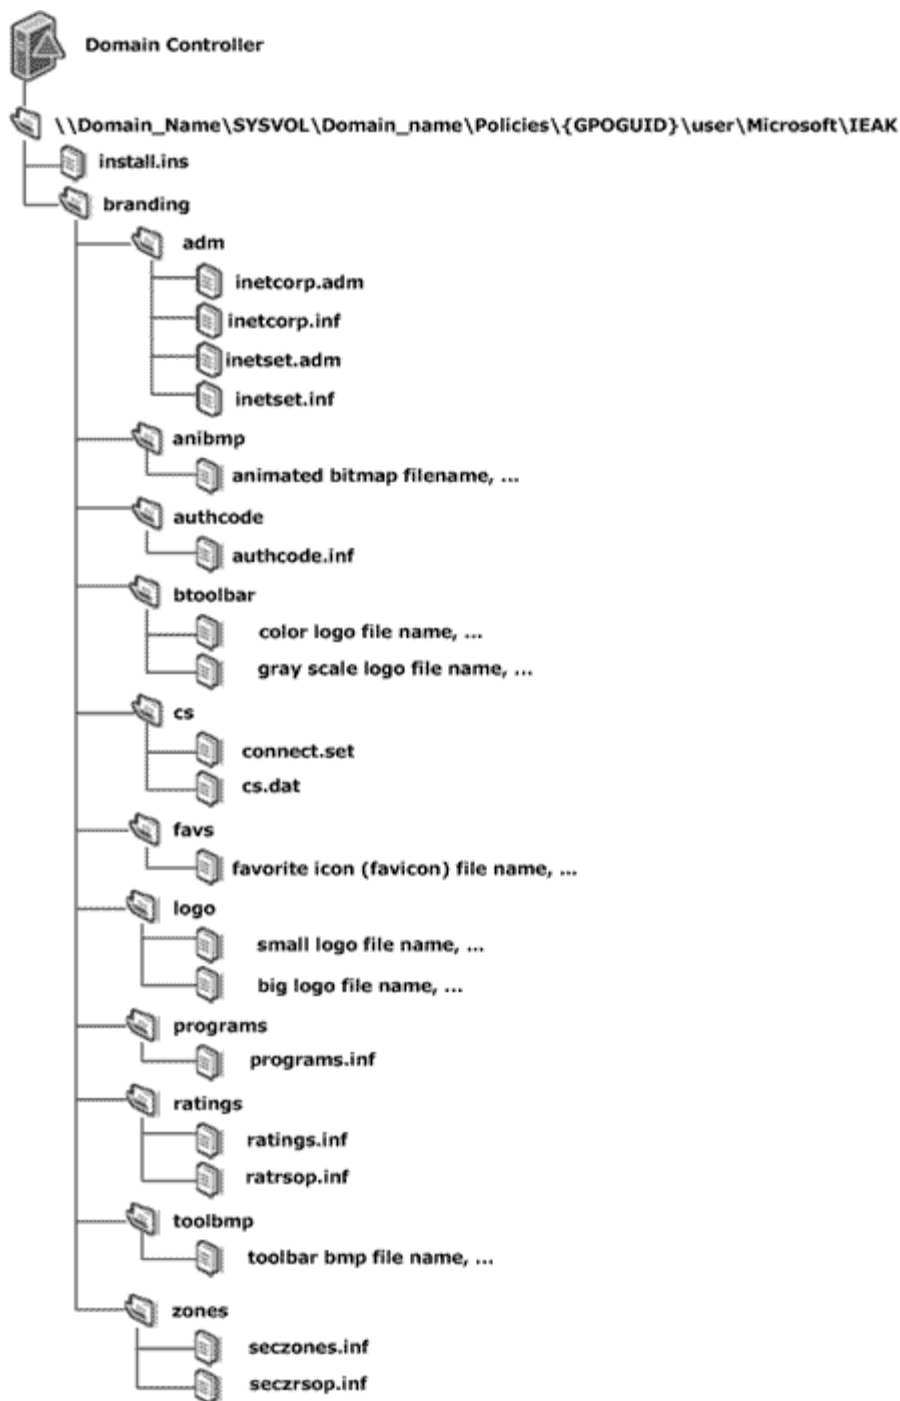 Domain Controller
\\Domain_Name\SYSVOL\Domain_name\Policies\{GPOGUID}\user\Microsoft\IEAK
install.ins
branding
adm
inetcorp.adm
inetcorp.inf
inetset.adm
inetset.inf
anibmp
animated bitmap filename, ...
authcode
authcode.inf
btoolbar
color logo file name, ...
gray scale logo file name, ...
cs
connect.set
cs.dat
favs
favorite icon (favicon) file name, ...
logo
small logo file name, ...
big logo file name, ...
programs
programs.inf
ratings
ratings.inf
ratrsop.inf
toolbmp
toolbar bmp file name, ...
zones
seczones.inf
seczrsop.inf